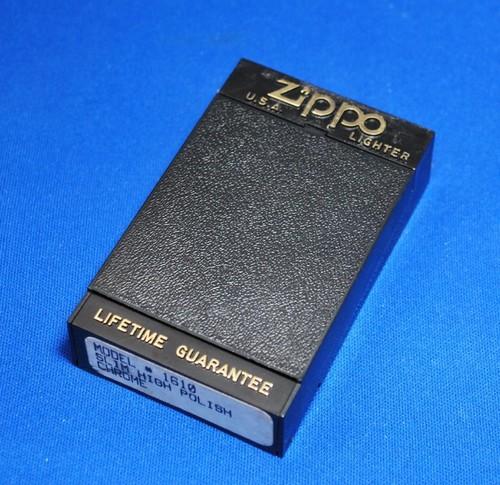 Zippo
U.S.A.
LIGHTER
LIFETIME GUARANTEE
MODEL # 1610
SLIM HIGH POLISH
CHROME